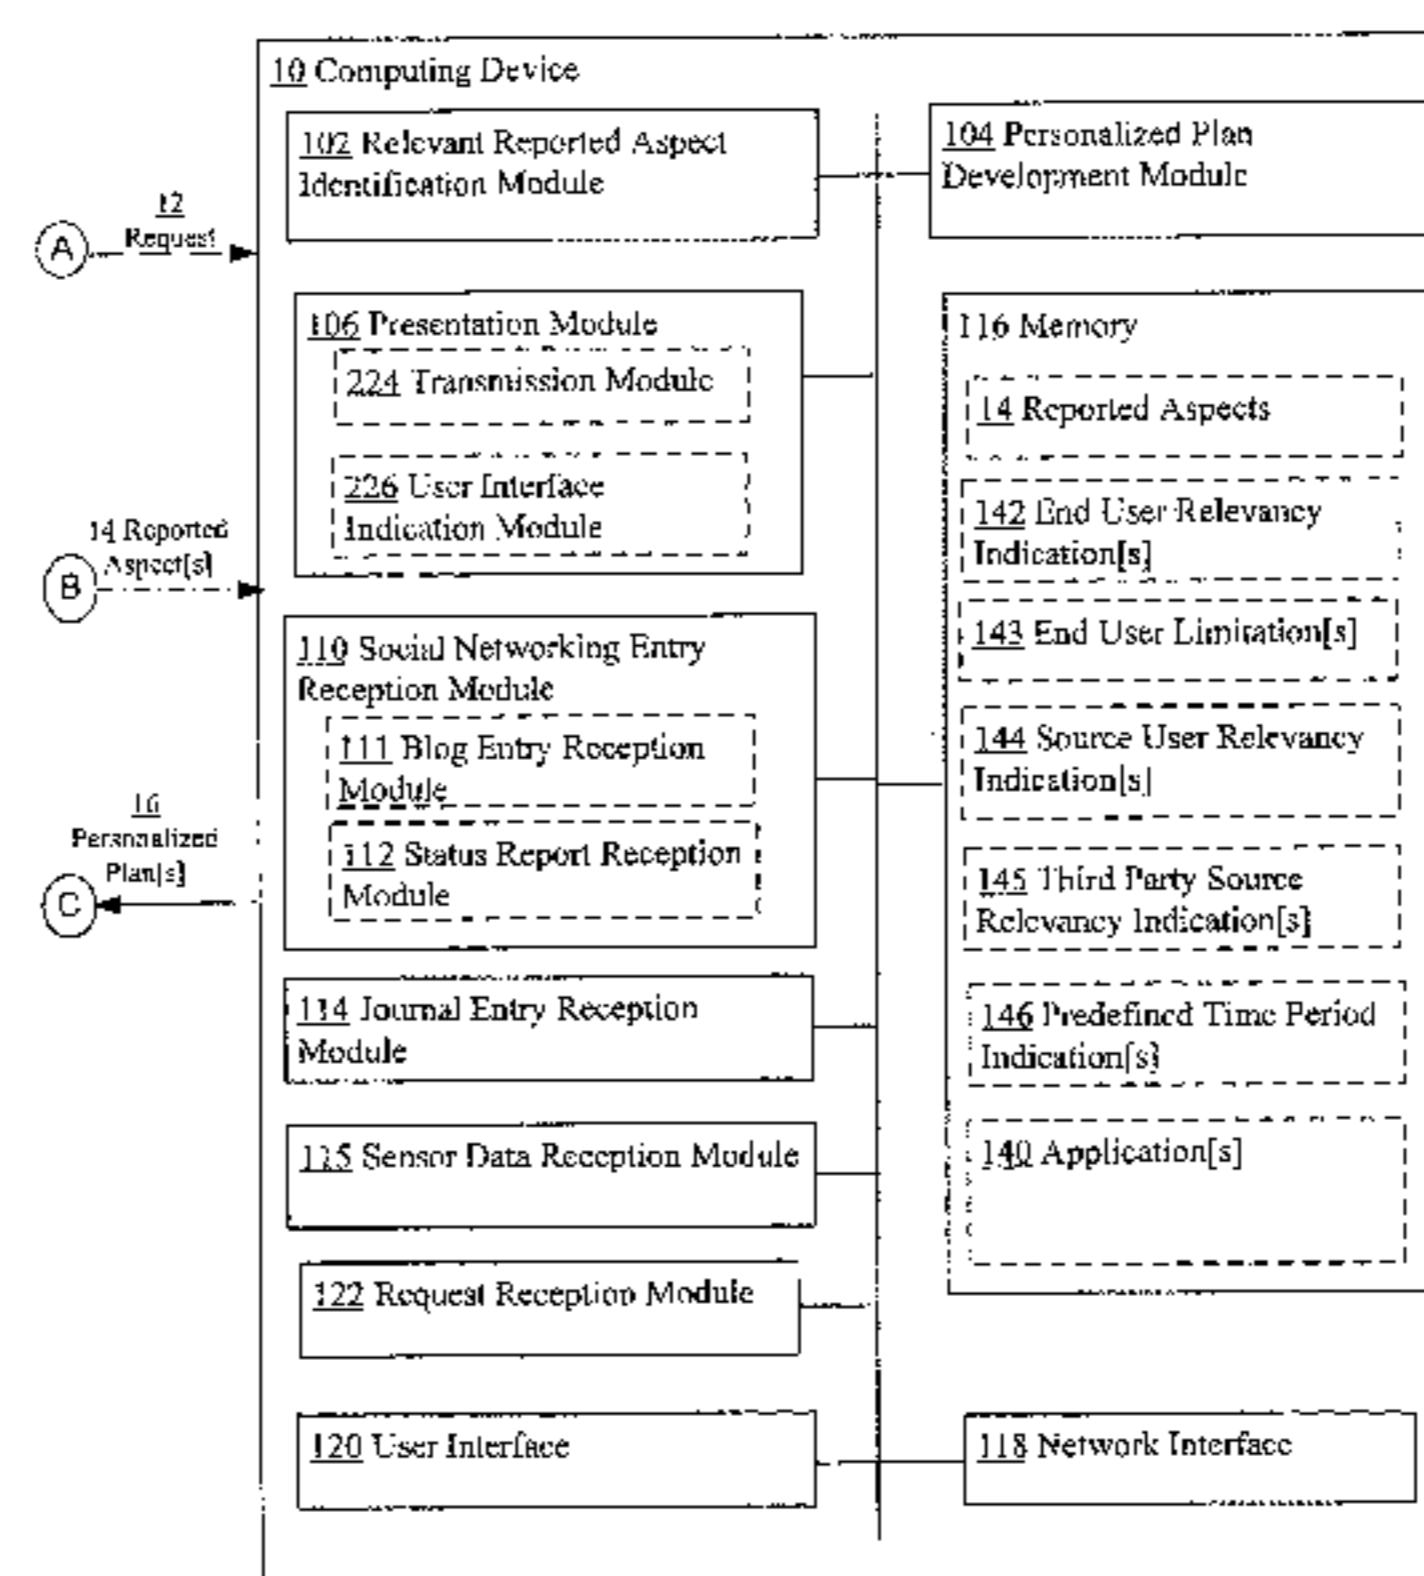 10 Computing Device
102 Relevant Reported Aspect
Identification Module
104 Personalized Plan
Development Module
12
Request
A
106 Presentation Module
224 Transmission Module
226 User Interface
Indication Module
116 Memory
14 Reported Aspects
142 End User Relevancy
Indication[s]
143 End User Limitation[s]
144 Source User Relevancy
Indication[s]
145 Third Party Source
Relevancy Indication[s]
146 Predefined Time Period
Indication[s]
140 Application[s]
14 Reported
Aspect[s]
B
110 Social Networking Entry
Reception Module
111 Blog Entry Reception
Module
112 Status Report Reception
Module
16
Personalized
Plan[s]
C
114 Journal Entry Reception
Module
115 Sensor Data Reception Module
122 Request Reception Module
120 User Interface
118 Network Interface